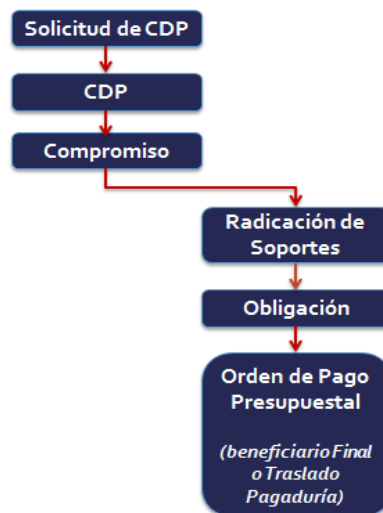 Solicitud de CDP
CDP
Compromiso
Radicación de
Soportes
Obligación
Orden de Pago
Presupuestal
(beneficiario Final
o Traslado
Pagaduría)